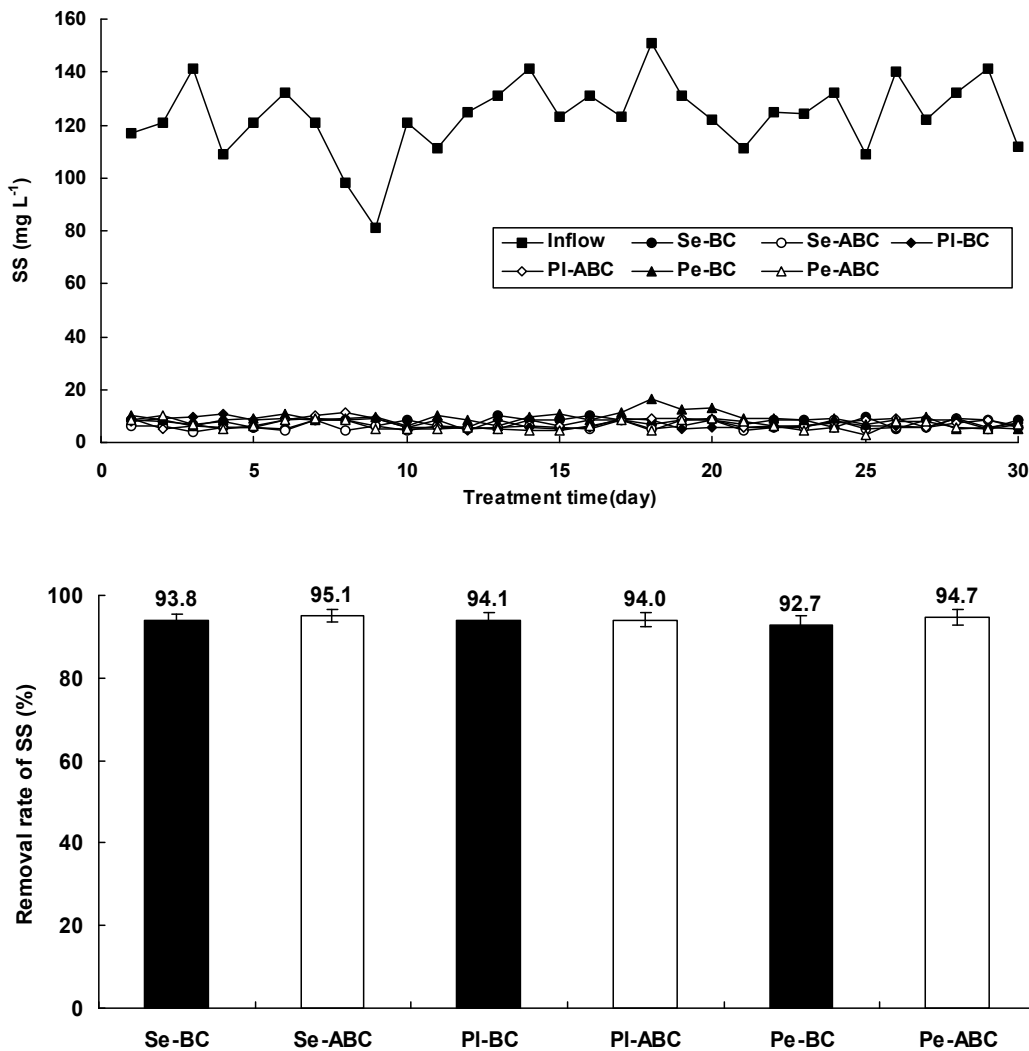 160
140
120
100
80
60
40
20
0
SS (mg L-1)
Inflow Se-BC Se-ABC Pl-BC
Pl-ABC Pe-BC Pe-ABC
0 5 10 15 20 25 30
Treatment time(day)
100
80
60
40
20
0
Removal rate of SS (%)
93.8 95.1 94.1 94.0 92.7 94.7
Se-BC Se-ABC Pl-BC Pl-ABC Pe-BC Pe-ABC